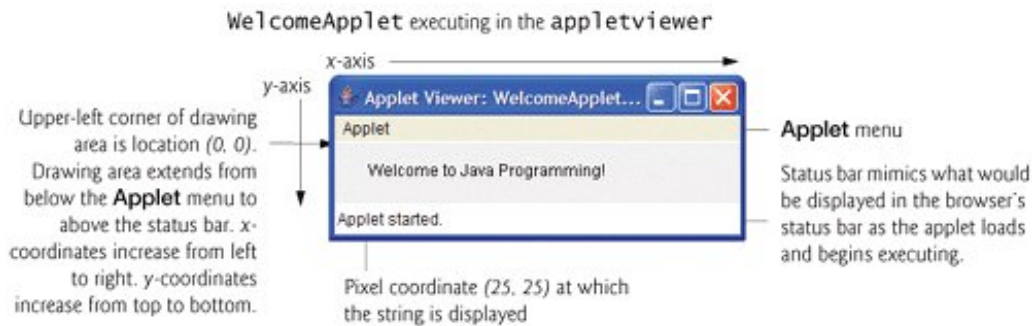 WelcomeApplet executing in the appletviewer
x-axis
y-axis
Upper-left corner of drawing
area is location (0, 0).
Drawing area extends from
below the Applet menu to
above the status bar. x-
coordinates increase from left
to right. y-coordinates
increase from top to bottom.
Applet Viewer: WelcomeApplet...
Applet
Welcome to Java Programming!
Applet started.
Applet menu
Status bar mimics what would
be displayed in the browser's
status bar as the applet loads
and begins executing.
Pixel coordinate (25, 25) at which
the string is displayed